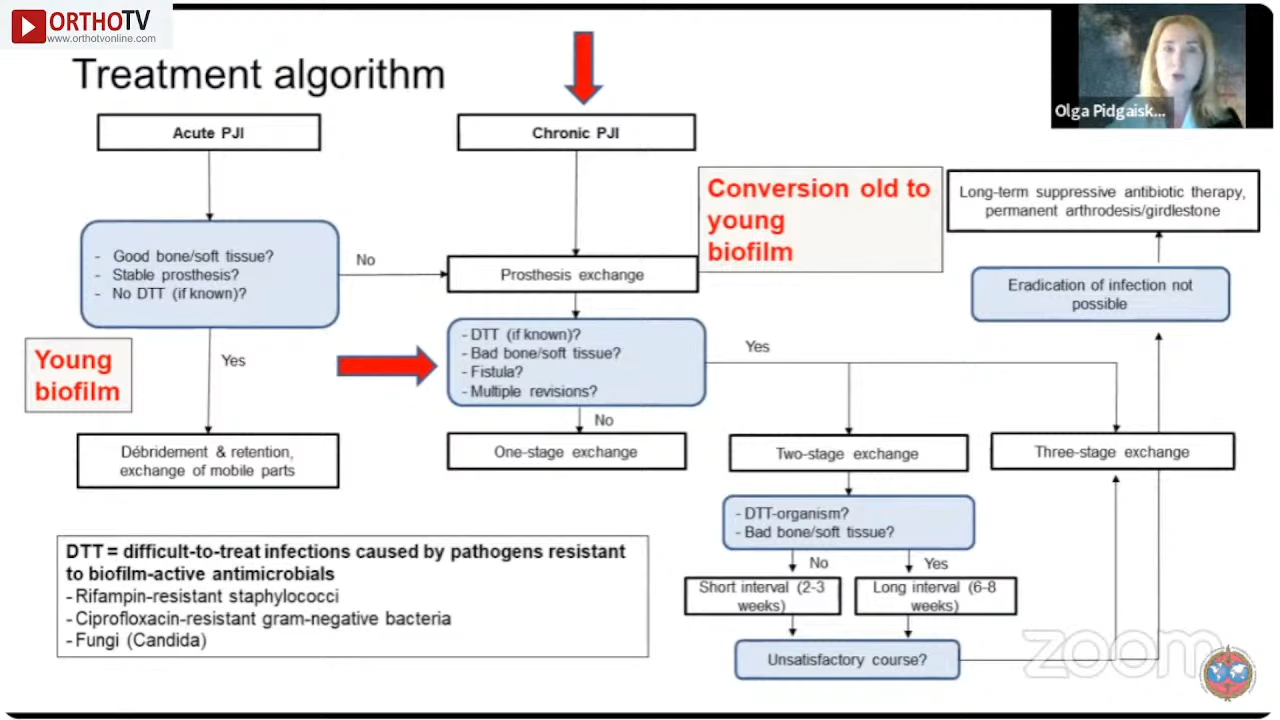 ORTHOTV
www.orthotvonline.com
Treatment algorithm
Olga Pidgaisk...
Acute PJI
Chronic PJI
Conversion old to
young
biofilm
Long-term suppressive antibiotic therapy,
permanent arthrodesis/girdlestone
- Good bone/soft tissue?
- Stable prosthesis?
- No DTT (if known)?
No
Prosthesis exchange
Eradication of infection not
possible
Young
biofilm
Yes
- DTT (if known)?
- Bad bone/soft tissue?
- Fistula?
- Multiple revisions?
Yes
No
Débridement & retention,
exchange of mobile parts
One-stage exchange
Two-stage exchange
Three-stage exchange
- DTT-organism?
- Bad bone/soft tissue?
No
Yes
Short interval (2-3
weeks)
Long interval (6-8
weeks)
Unsatisfactory course?
DTT = difficult-to-treat infections caused by pathogens resistant
to biofilm-active antimicrobials
- Rifampin-resistant staphylococci
- Ciprofloxacin-resistant gram-negative bacteria
- Fungi (Candida)
zoom